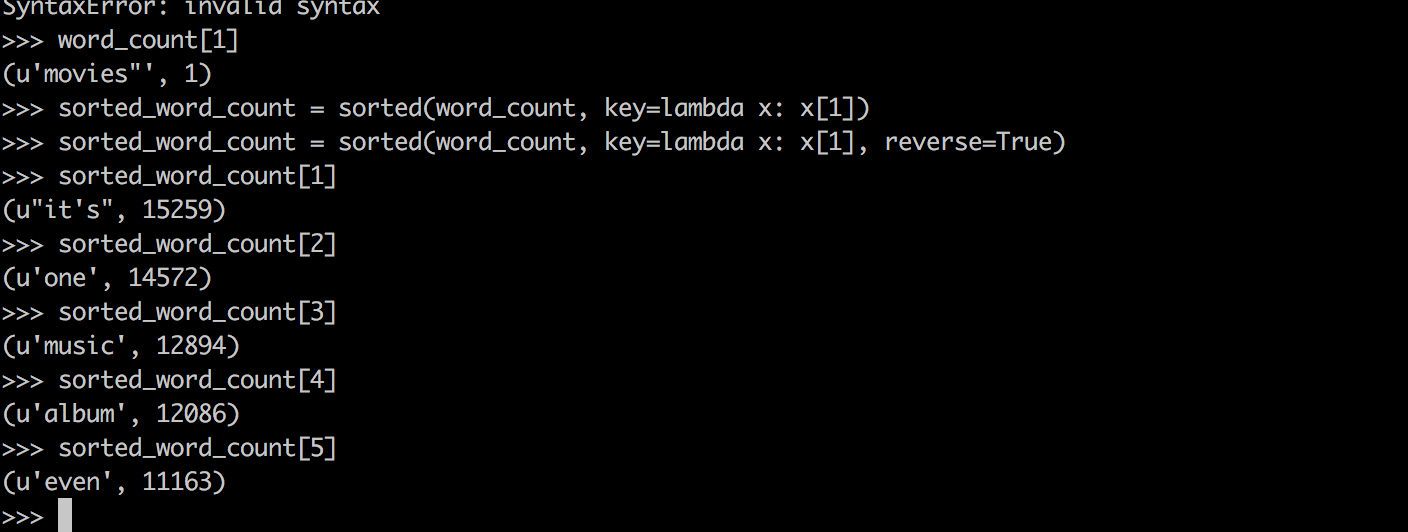 SyntaxError: invalid syntax
>>> word_count[1]
(u'movies"', 1)
>>> sorted_word_count = sorted(word_count, key=lambda x: x[1])
>>> sorted_word_count = sorted(word_count, key=lambda x: x[1], reverse=True)
>>> sorted_word_count[1]
(u"it's", 15259)
>>> sorted_word_count[2]
(u'one', 14572)
>>> sorted_word_count[3]
(u'music', 12894)
>>> sorted_word_count[4]
(u'album', 12086)
>>> sorted_word_count[5]
(u'even', 11163)
>>>